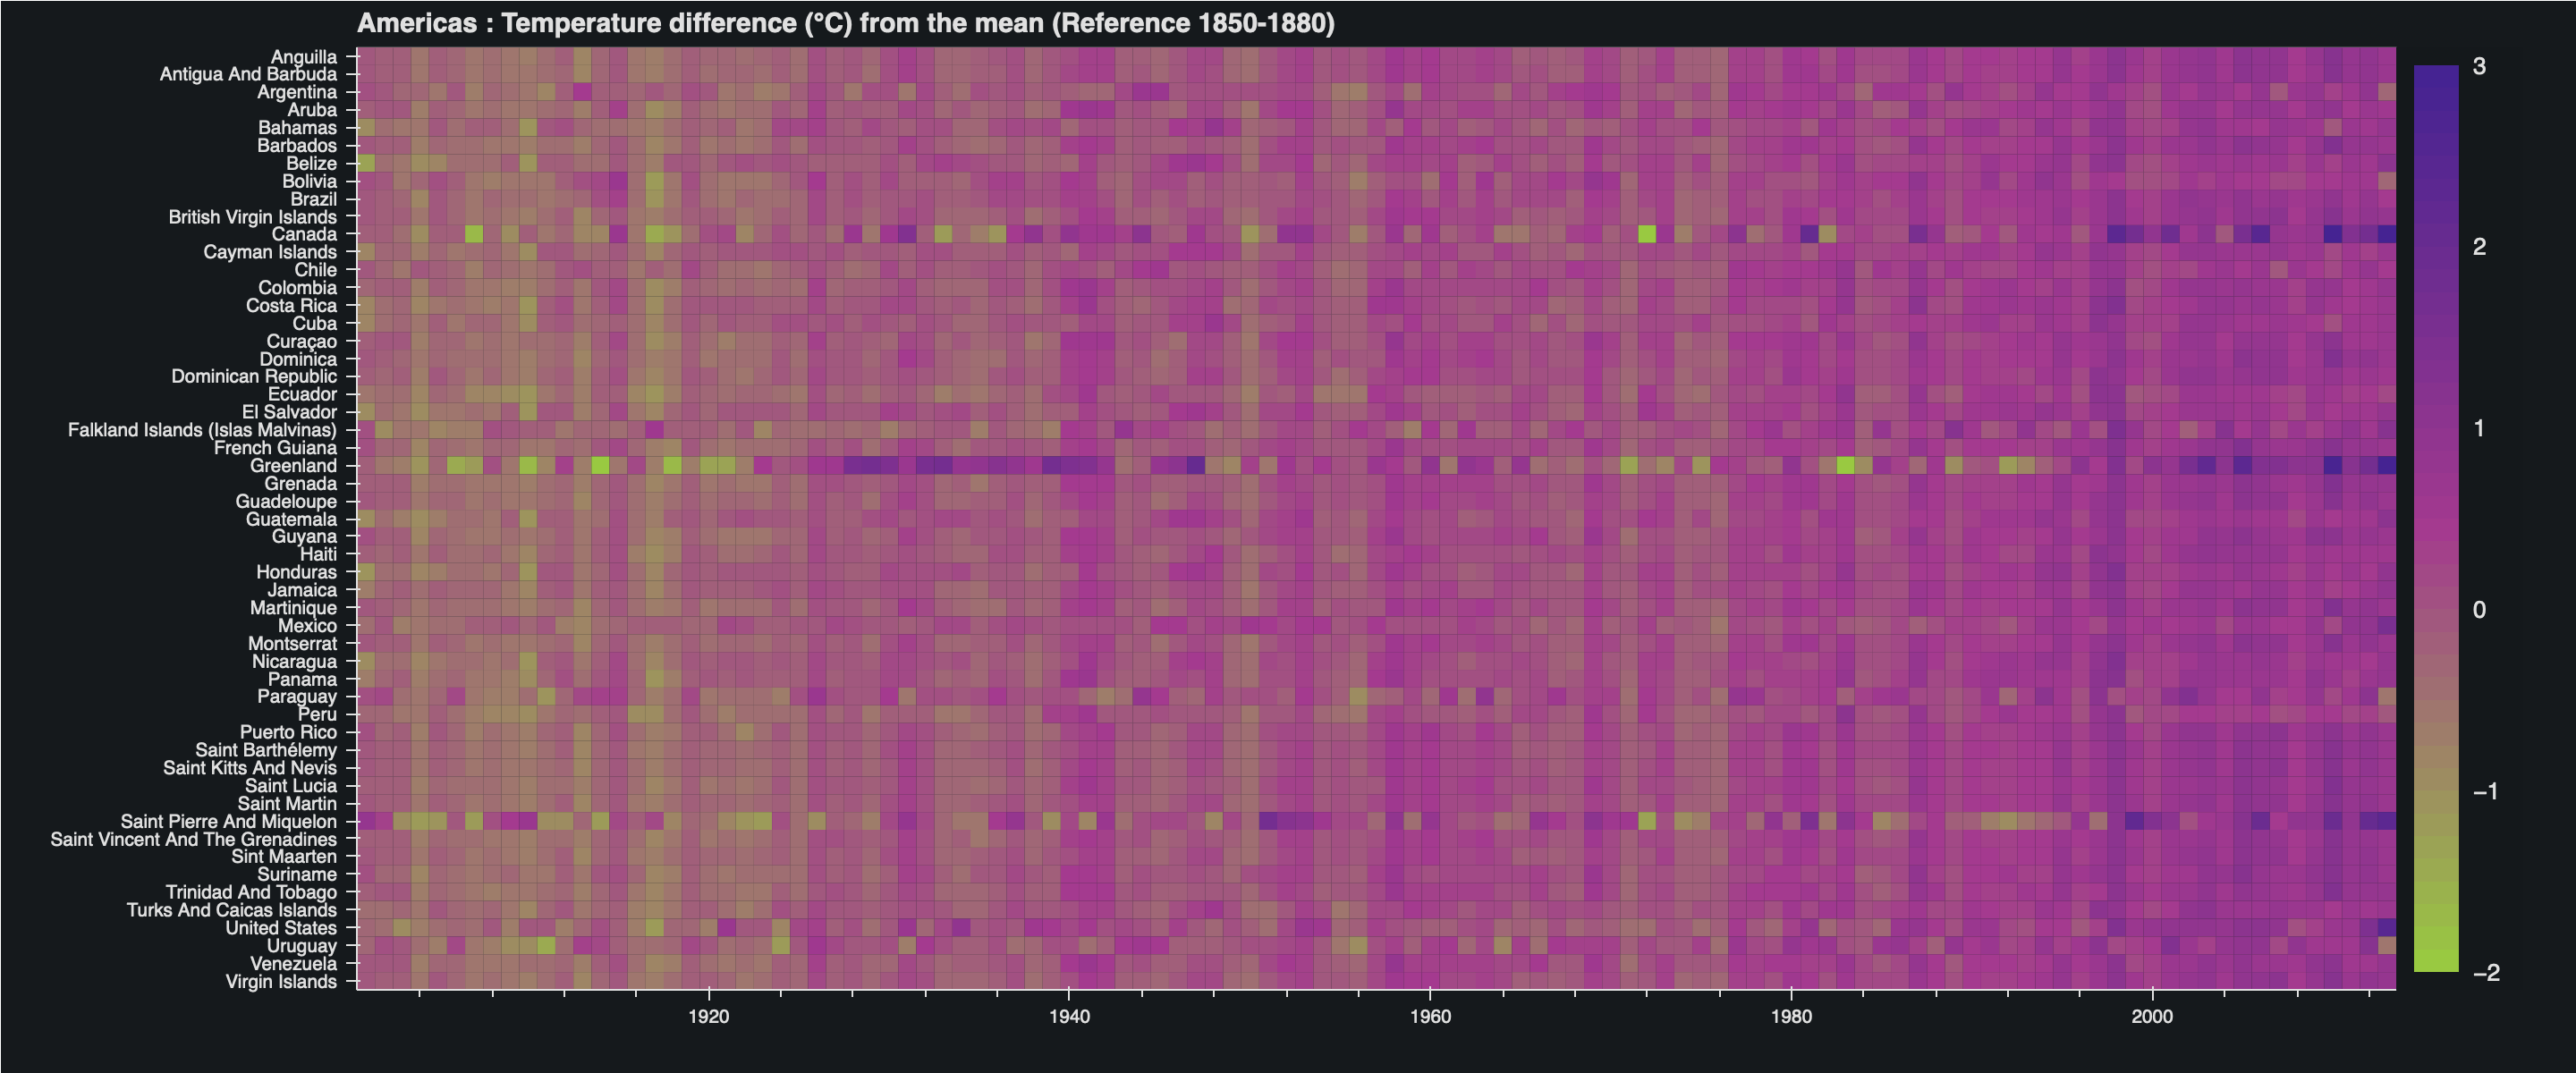 Americas : Temperature difference (°C) from the mean (Reference 1850-1880)
Anguilla
Antigua And Barbuda
Argentina
Aruba
Bahamas
Barbados
Belize
Bolivia
Brazil
British Virgin Islands
Canada
Cayman Islands
Chile
Colombia
Costa Rica
Cuba
Curaçao
Dominica
Dominican Republic
Ecuador
El Salvador
Falkland Islands (Islas Malvinas)
French Guiana
Greenland
Grenada
Guadeloupe
Guatemala
Guyana
Haiti
Honduras
Jamaica
Martinique
Mexico
Montserrat
Nicaragua
Panama
Paraguay
Peru
Puerto Rico
Saint Barthélemy
Saint Kitts And Nevis
Saint Lucia
Saint Martin
Saint Pierre And Miquelon
Saint Vincent And The Grenadines
Sint Maarten
Suriname
Trinidad And Tobago
Turks And Caicas Islands
United States
Uruguay
Venezuela
Virgin Islands
1920 1940 1960 1980 2000
3
2
1
0
−1
−2